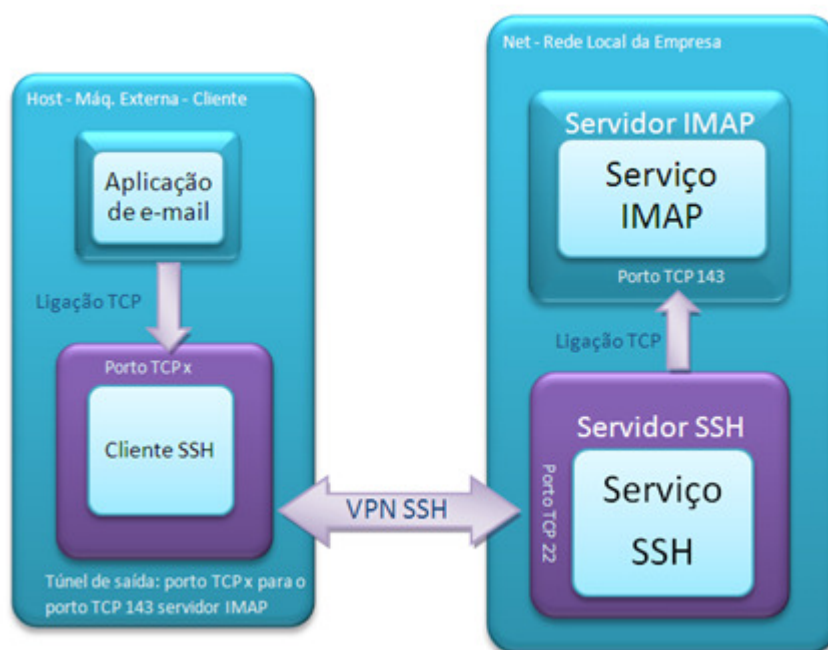 Host - Máq. Externa - Cliente
Aplicação
de e-mail
Ligação TCP
Porto TCP x
Cliente SSH
Túnel de saída: porto TCP x para o
porto TCP 143 servidor IMAP
VPN SSH
Net - Rede Local da Empresa
Servidor IMAP
Serviço
IMAP
Porto TCP 143
Ligação TCP
Servidor SSH
Porto TCP 22
Serviço
SSH